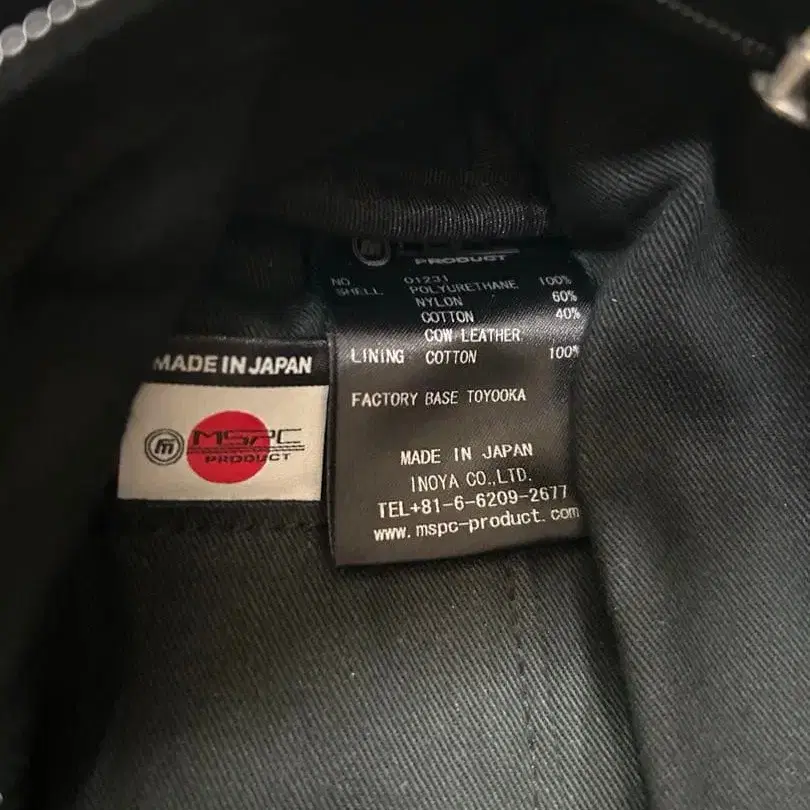 MADE IN JAPAN
MSPC
PRODUCT
PRODUCT
NO 01231
SHELL POLYURETHANE 100%
NYLON 60%
COTTON 40%
COW LEATHER
LINING COTTON 100%
FACTORY BASE TOYOOKA
MADE IN JAPAN
INOYA CO.,LTD.
TEL+81-6-6209-2677
www.mspc-product.com